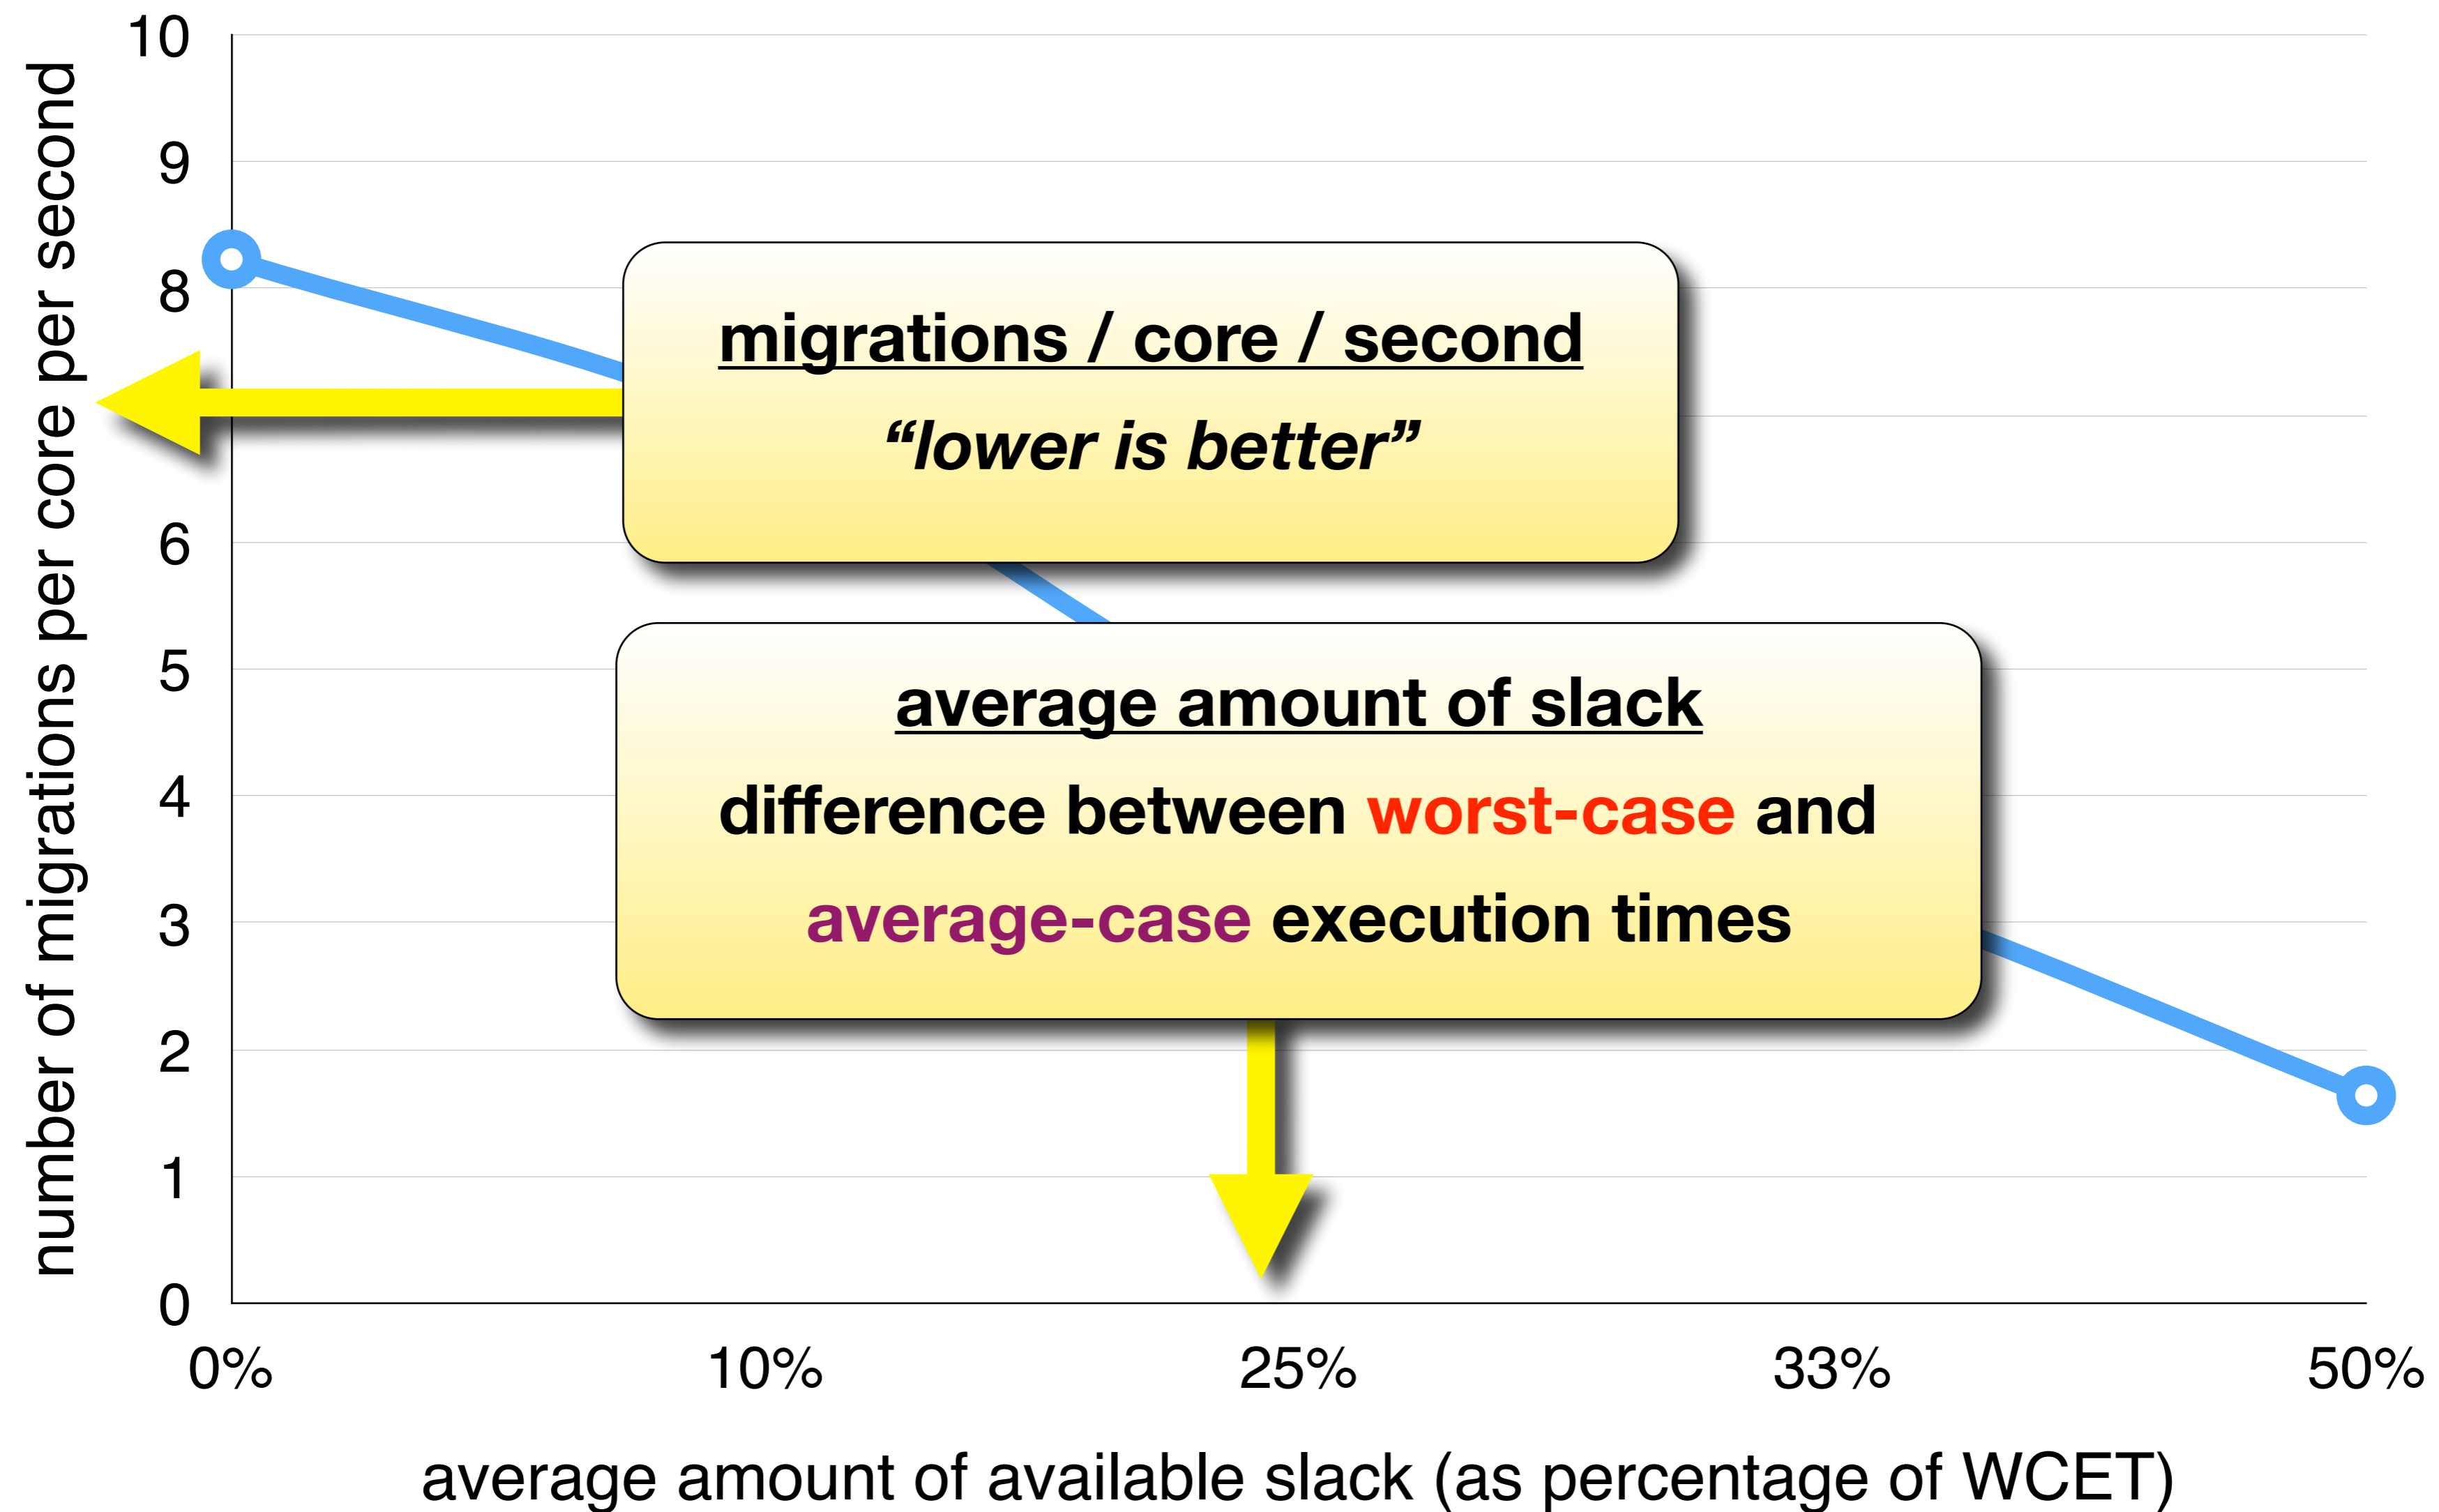 number of migrations per core per second
10
9
8
6
5
4
3
2
1
0
migrations / core / second
“lower is better”
average amount of slack
difference between worst-case and
average-case execution times
0%
10%
25%
33%
50%
average amount of available slack (as percentage of WCET)